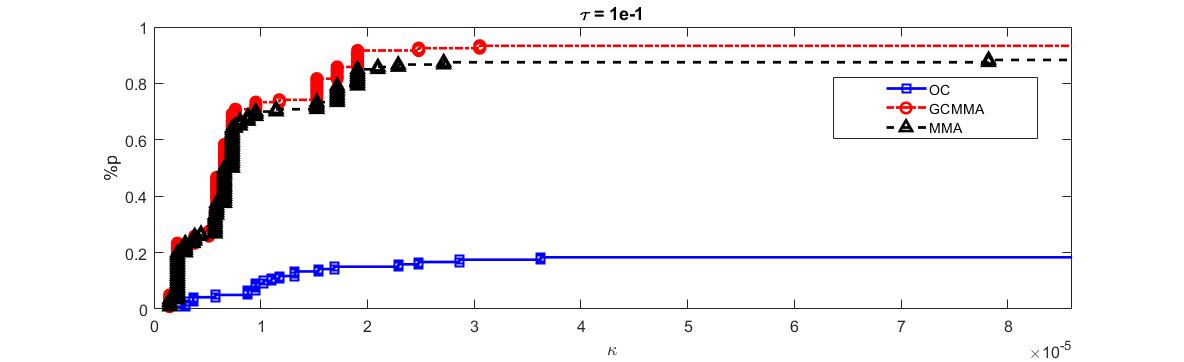 τ = 1e-1
1
0.8
0.6
0.4
0.2
0
%p
OC
GCMMA
MMA
0 1 2 3 4 5 6 7 8
κ
×10⁻⁵